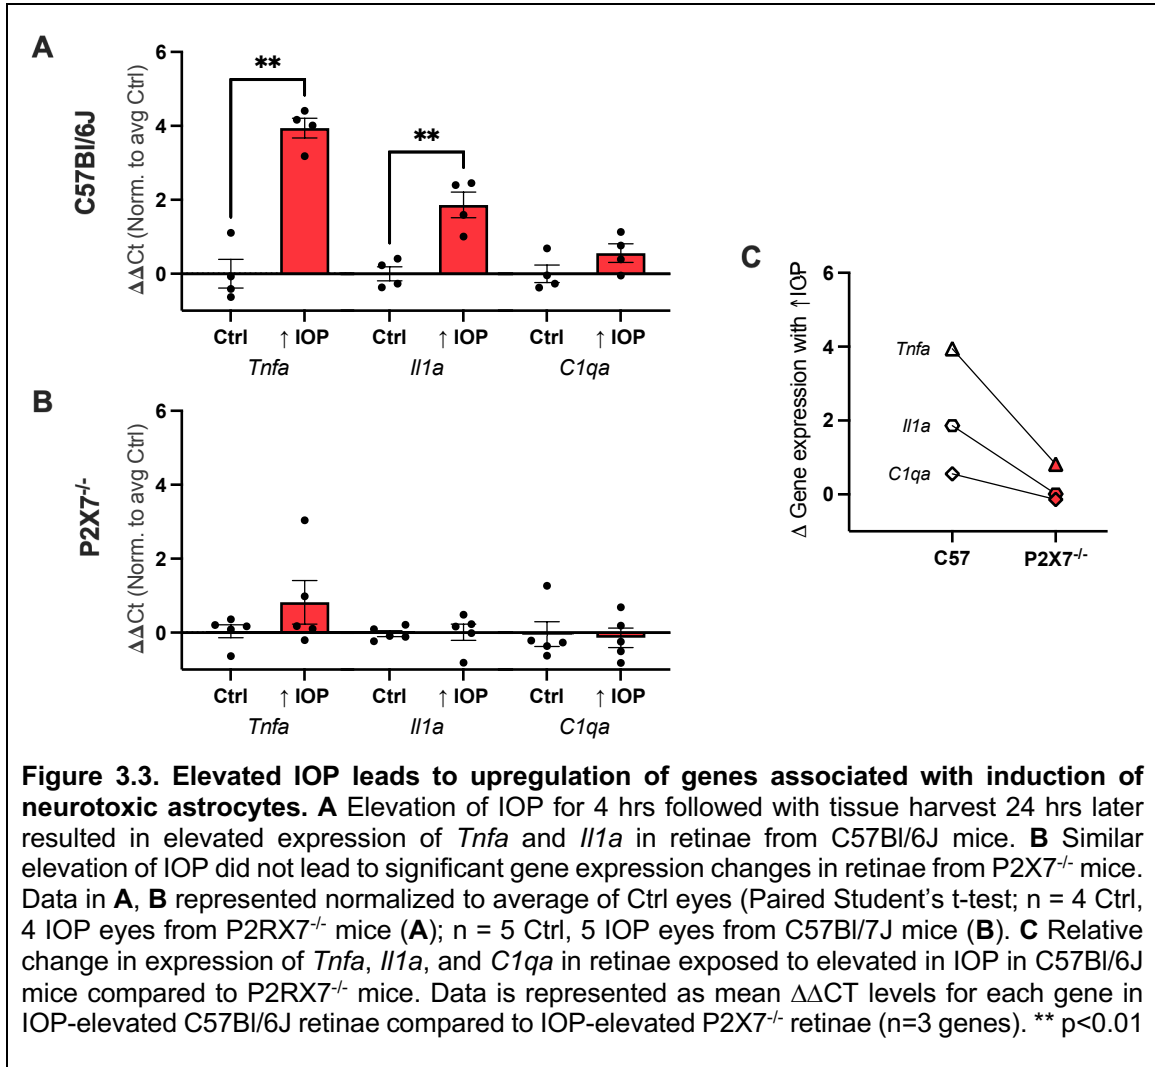 A
C57Bl/6J
ΔΔCt (Norm. to avg Ctrl)
6
4
2
0
**
**
Ctrl ↑ IOP Ctrl ↑ IOP Ctrl ↑ IOP
Tnfa Il1a C1qa
B
P2X7-/-
ΔΔCt (Norm. to avg Ctrl)
6
4
2
0
Ctrl ↑ IOP Ctrl ↑ IOP Ctrl ↑ IOP
Tnfa Il1a C1qa
C
Δ Gene expression with ↑IOP
6
4
2
0
Tnfa
Il1a
C1qa
C57 P2X7-/-
Figure 3.3. Elevated IOP leads to upregulation of genes associated with induction of
neurotoxic astrocytes. A Elevation of IOP for 4 hrs followed with tissue harvest 24 hrs later
resulted in elevated expression of Tnfa and Il1a in retinae from C57Bl/6J mice. B Similar
elevation of IOP did not lead to significant gene expression changes in retinae from P2X7-/- mice.
Data in A, B represented normalized to average of Ctrl eyes (Paired Student's t-test; n = 4 Ctrl,
4 IOP eyes from P2RX7-/- mice (A); n = 5 Ctrl, 5 IOP eyes from C57Bl/7J mice (B). C Relative
change in expression of Tnfa, Il1a, and C1qa in retinae exposed to elevated in IOP in C57Bl/6J
mice compared to P2RX7-/- mice. Data is represented as mean ΔΔCT levels for each gene in
IOP-elevated C57Bl/6J retinae compared to IOP-elevated P2X7-/- retinae (n=3 genes). ** p<0.01